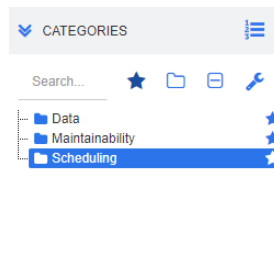 CATEGORIES
Search...
Data
Maintainability
Scheduling